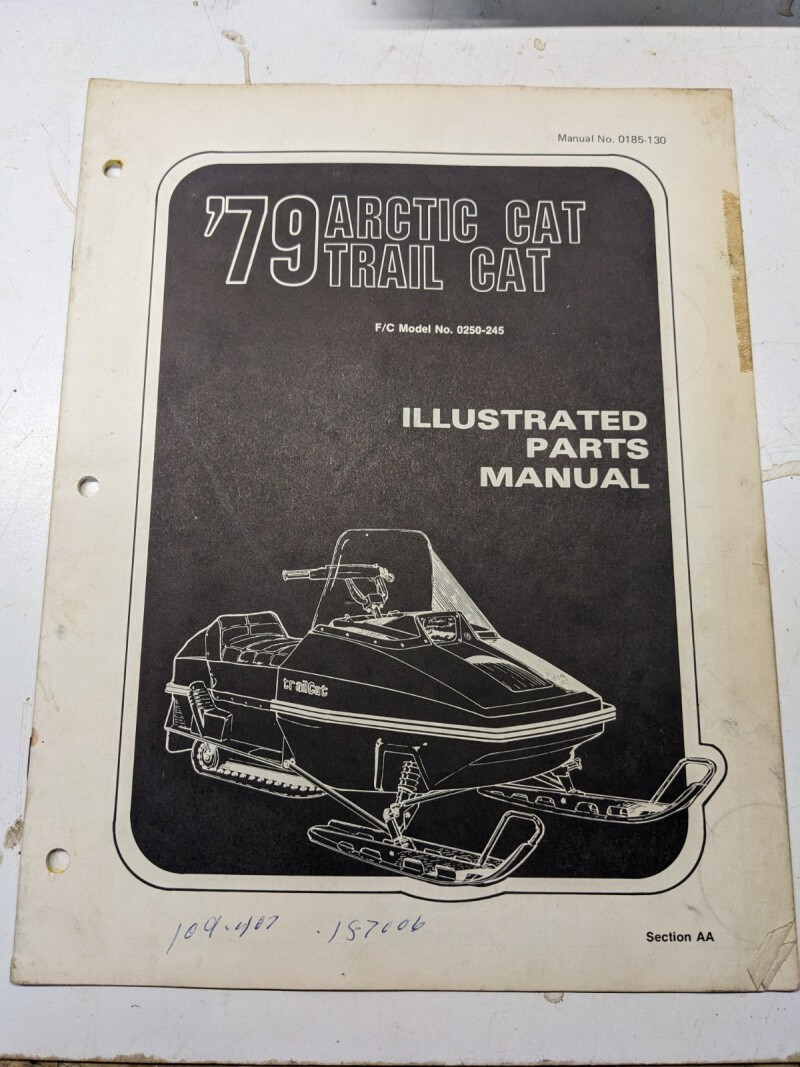 Manual No. 0185-130
'79 ARCTIC CAT
TRAIL CAT
F/C Model No. 0250-245
ILLUSTRATED
PARTS
MANUAL
trailCat
Section AA